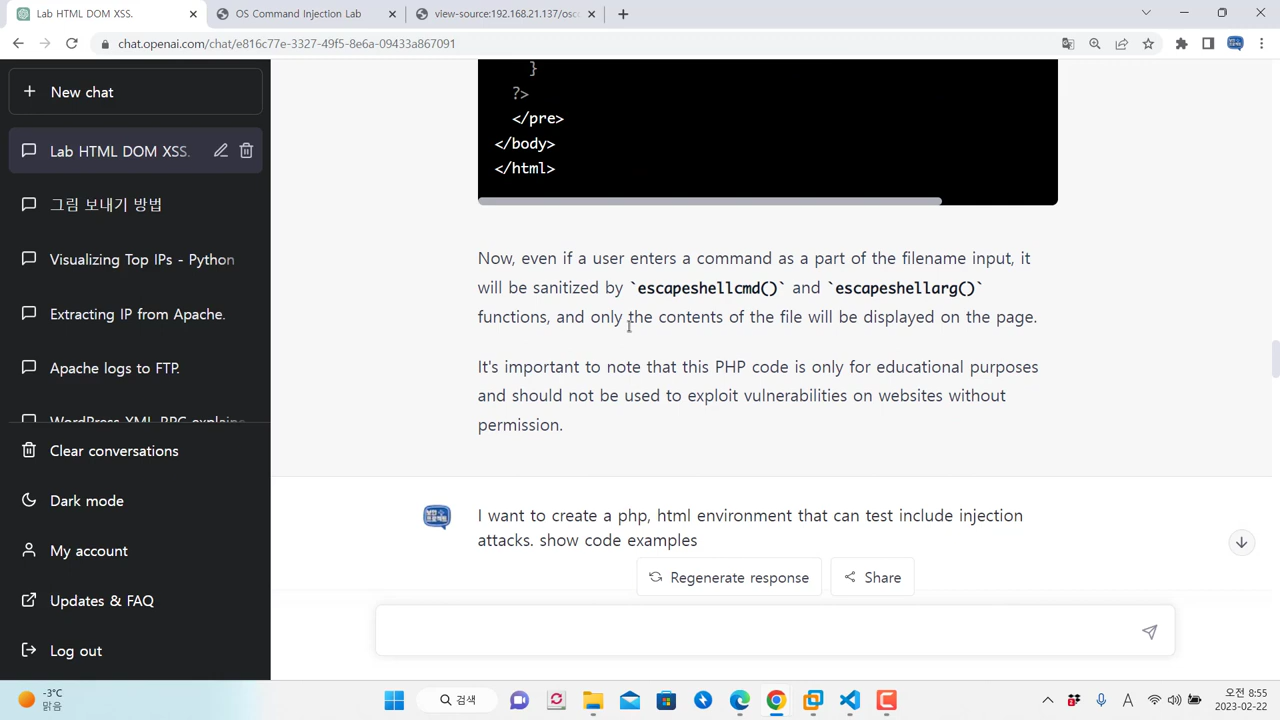 Lab HTML DOM XSS.
OS Command Injection Lab
view-source:192.168.21.137/osco
chat.openai.com/chat/e816c77e-3327-49f5-8e6a-09433a867091
New chat
Lab HTML DOM XSS.
그림 보내기 방법
Visualizing Top IPs - Python
Extracting IP from Apache.
Apache logs to FTP.
WordPress XML RPC explain
Clear conversations
Dark mode
My account
Updates & FAQ
Log out
}
?>
</pre>
</body>
</html>
Now, even if a user enters a command as a part of the filename input, it
will be sanitized by `escapeshellcmd()` and `escapeshellarg()`
functions, and only the contents of the file will be displayed on the page.
It's important to note that this PHP code is only for educational purposes
and should not be used to exploit vulnerabilities on websites without
permission.
I want to create a php, html environment that can test include injection
attacks. show code examples
Regenerate response
Share
-3°C
맑음
검색
A
오전 8:55
2023-02-22